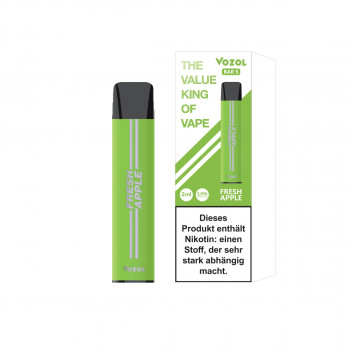 FRESH
APPLE
VOZOL
THE
VALUE
KING OF
VAPE
VOZOL
BAR S
2ml
FRESH
APPLE
Dieses
Produkt enthält
Nikotin: einen
Stoff, der sehr
stark abhängig
macht.